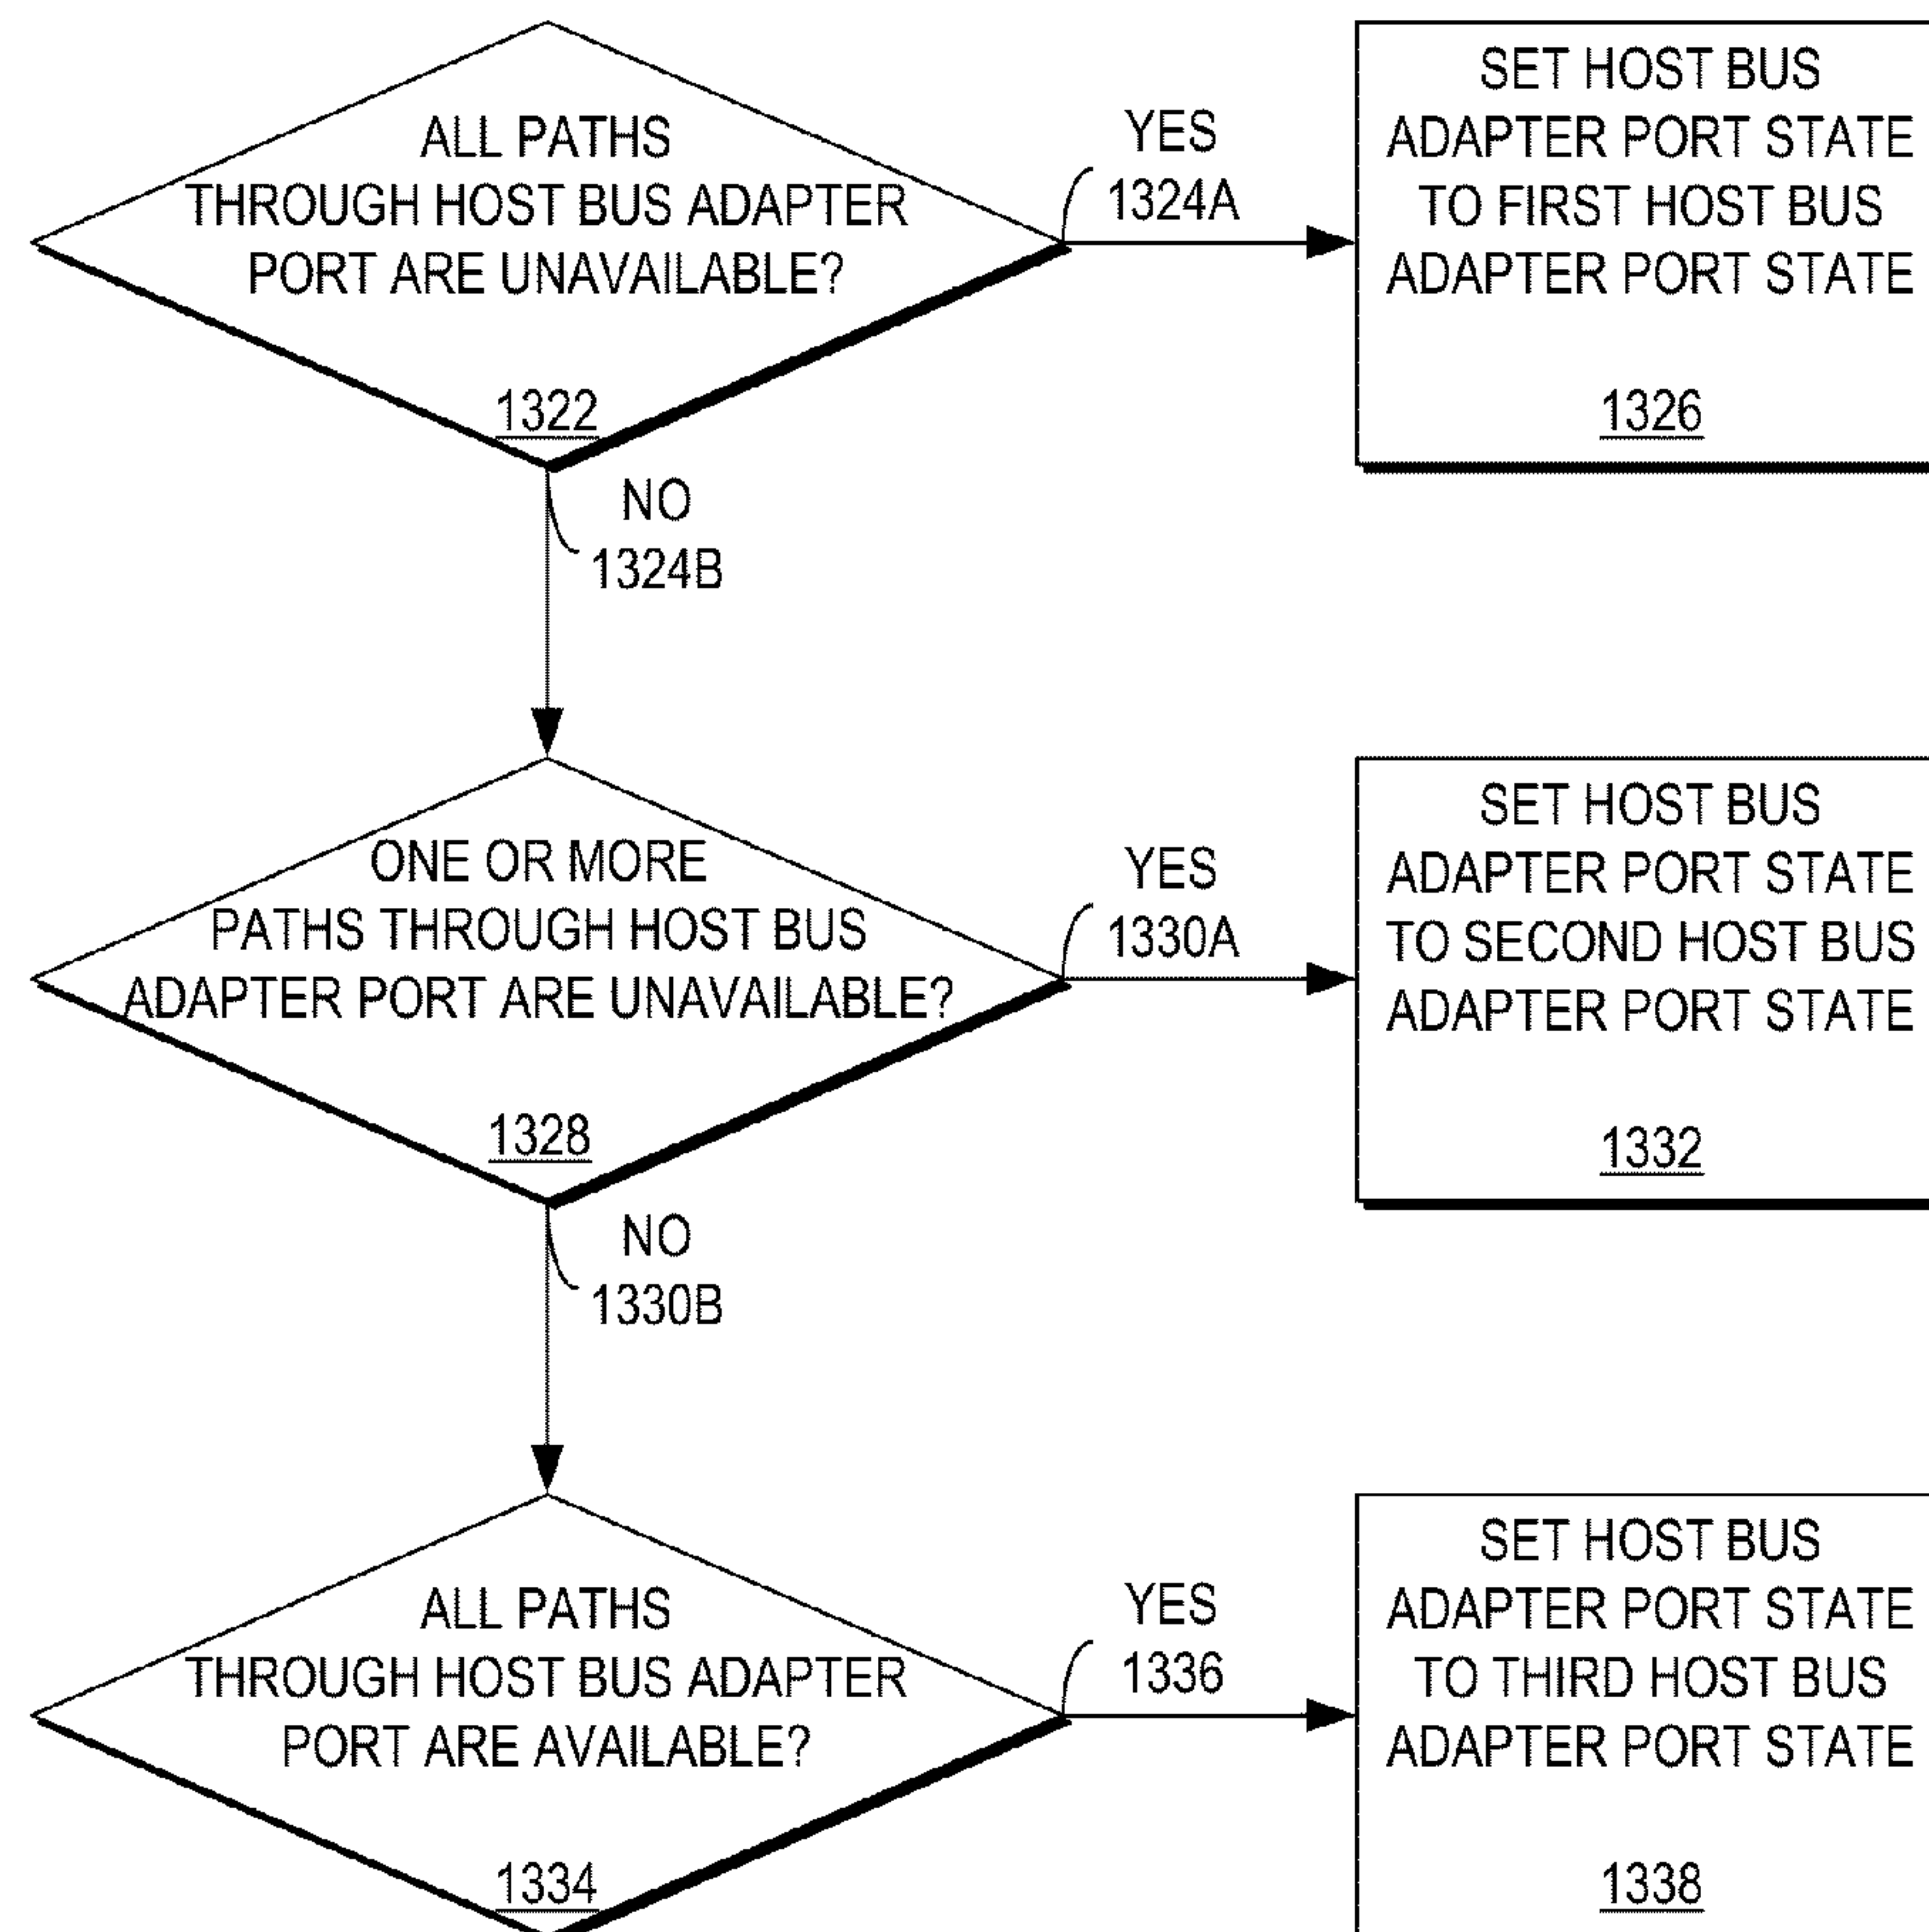 ALL PATHS
THROUGH HOST BUS ADAPTER
PORT ARE UNAVAILABLE?
1322
YES
1324A
SET HOST BUS
ADAPTER PORT STATE
TO FIRST HOST BUS
ADAPTER PORT STATE
1326
NO
1324B
ONE OR MORE
PATHS THROUGH HOST BUS
ADAPTER PORT ARE UNAVAILABLE?
1328
YES
1330A
SET HOST BUS
ADAPTER PORT STATE
TO SECOND HOST BUS
ADAPTER PORT STATE
1332
NO
1330B
ALL PATHS
THROUGH HOST BUS ADAPTER
PORT ARE AVAILABLE?
1334
YES
1336
SET HOST BUS
ADAPTER PORT STATE
TO THIRD HOST BUS
ADAPTER PORT STATE
1338